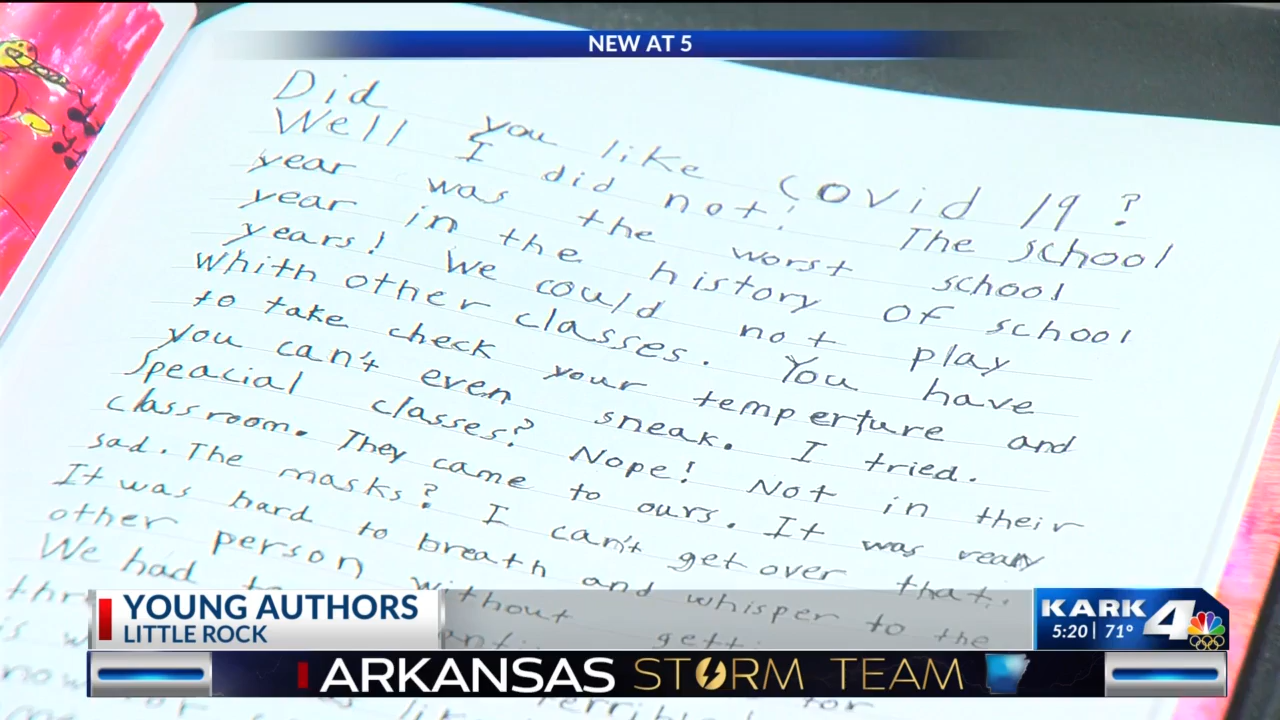 NEW AT 5
Did you like Covid 19?
Well I did not! The school
year was the worst school
year in the history of school
years! We could not play
whith other classes. You have
to take check your temperture and
you can't even sneak. I tried.
Speacial classes? Nope! Not in their
classroom. They came to ours. It was really
sad. The masks? I can't get over that.
It was hard to breath and whisper to the
other person without
We had
YOUNG AUTHORS
LITTLE ROCK
KARK 4
5:20 | 71°
ARKANSAS STORM TEAM